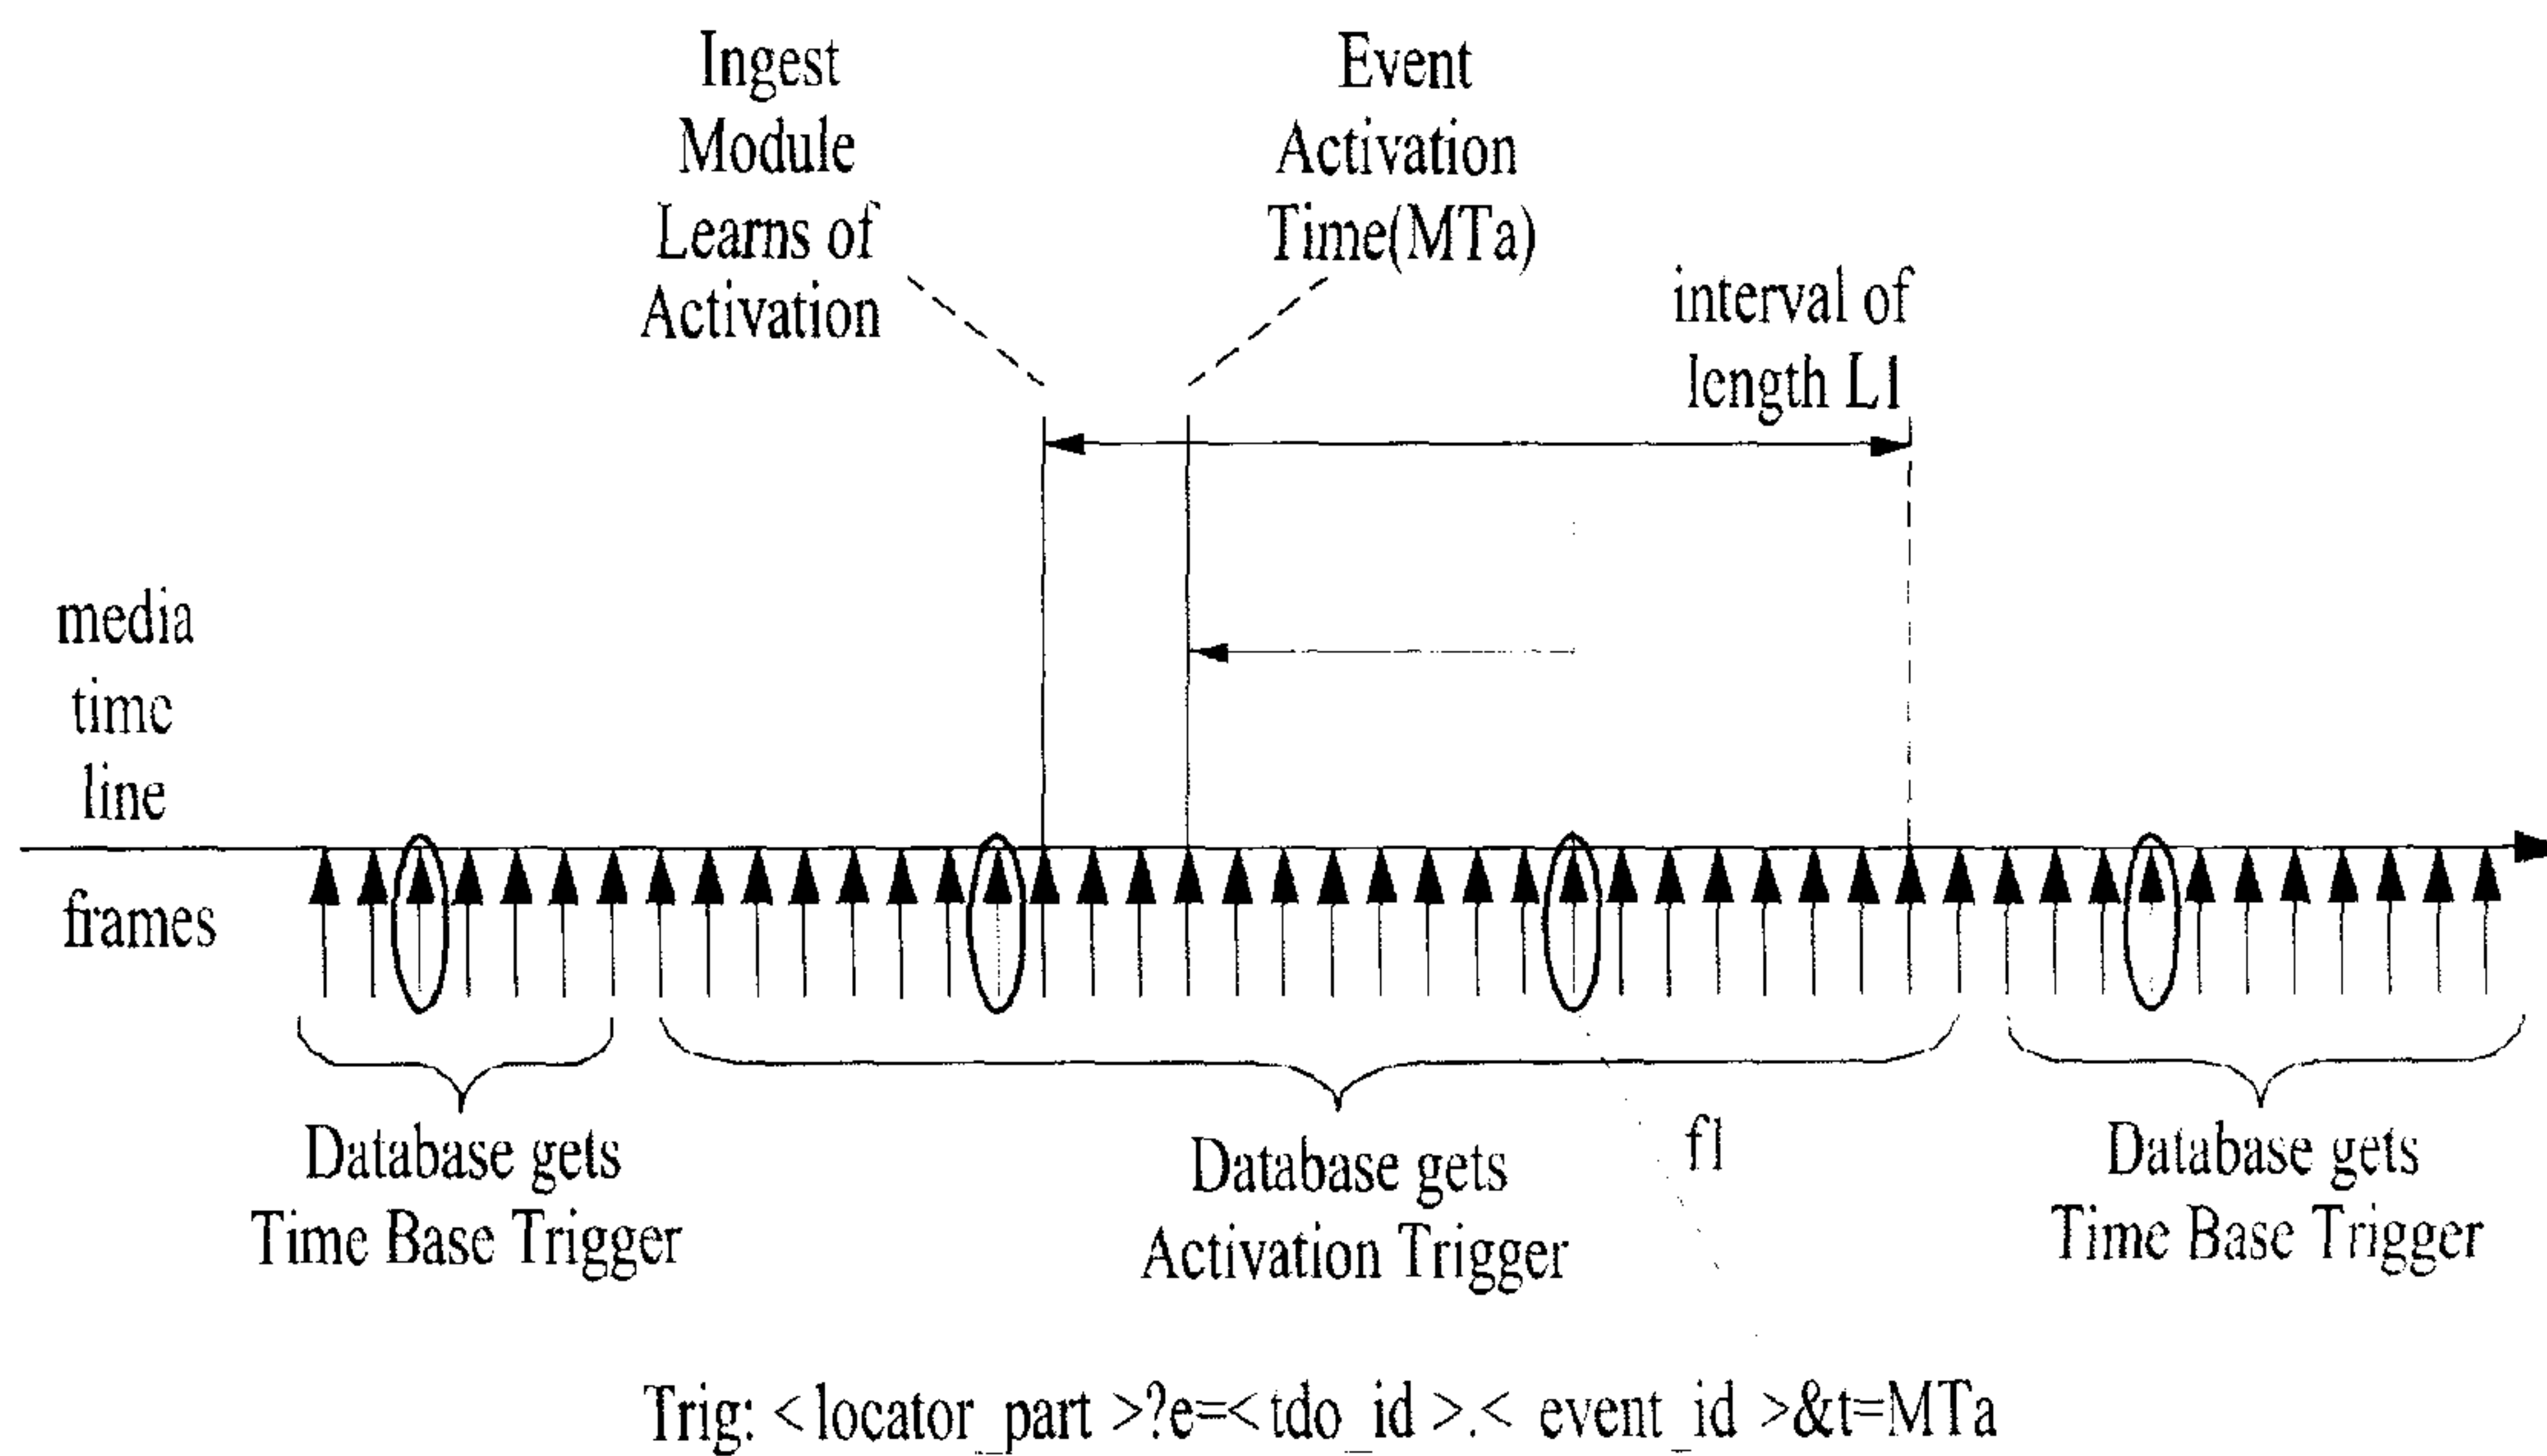 Ingest
Module
Learns of
Activation
Event
Activation
Time(MTa)
interval of
length L1
media
time
line
frames
Database gets
Time Base Trigger
Database gets
Activation Trigger
f1
Database gets
Time Base Trigger
Trig: <locator_part >?e=<tdo_id >.< event_id >&t=MTa